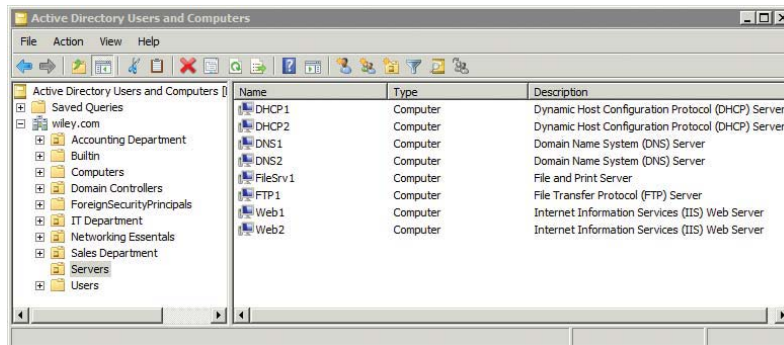 Active Directory Users and Computers
File Action View Help
Active Directory Users and Computers [
Saved Queries
wiley.com
Accounting Department
Builtin
Computers
Domain Controllers
ForeignSecurityPrincipals
IT Department
Networking Essentals
Sales Department
Servers
Users
Name Type Description
DHCP1 Computer Dynamic Host Configuration Protocol (DHCP) Server
DHCP2 Computer Dynamic Host Configuration Protocol (DHCP) Server
DNS1 Computer Domain Name System (DNS) Server
DNS2 Computer Domain Name System (DNS) Server
FileSrv1 Computer File and Print Server
FTP1 Computer File Transfer Protocol (FTP) Server
Web1 Computer Internet Information Services (IIS) Web Server
Web2 Computer Internet Information Services (IIS) Web Server